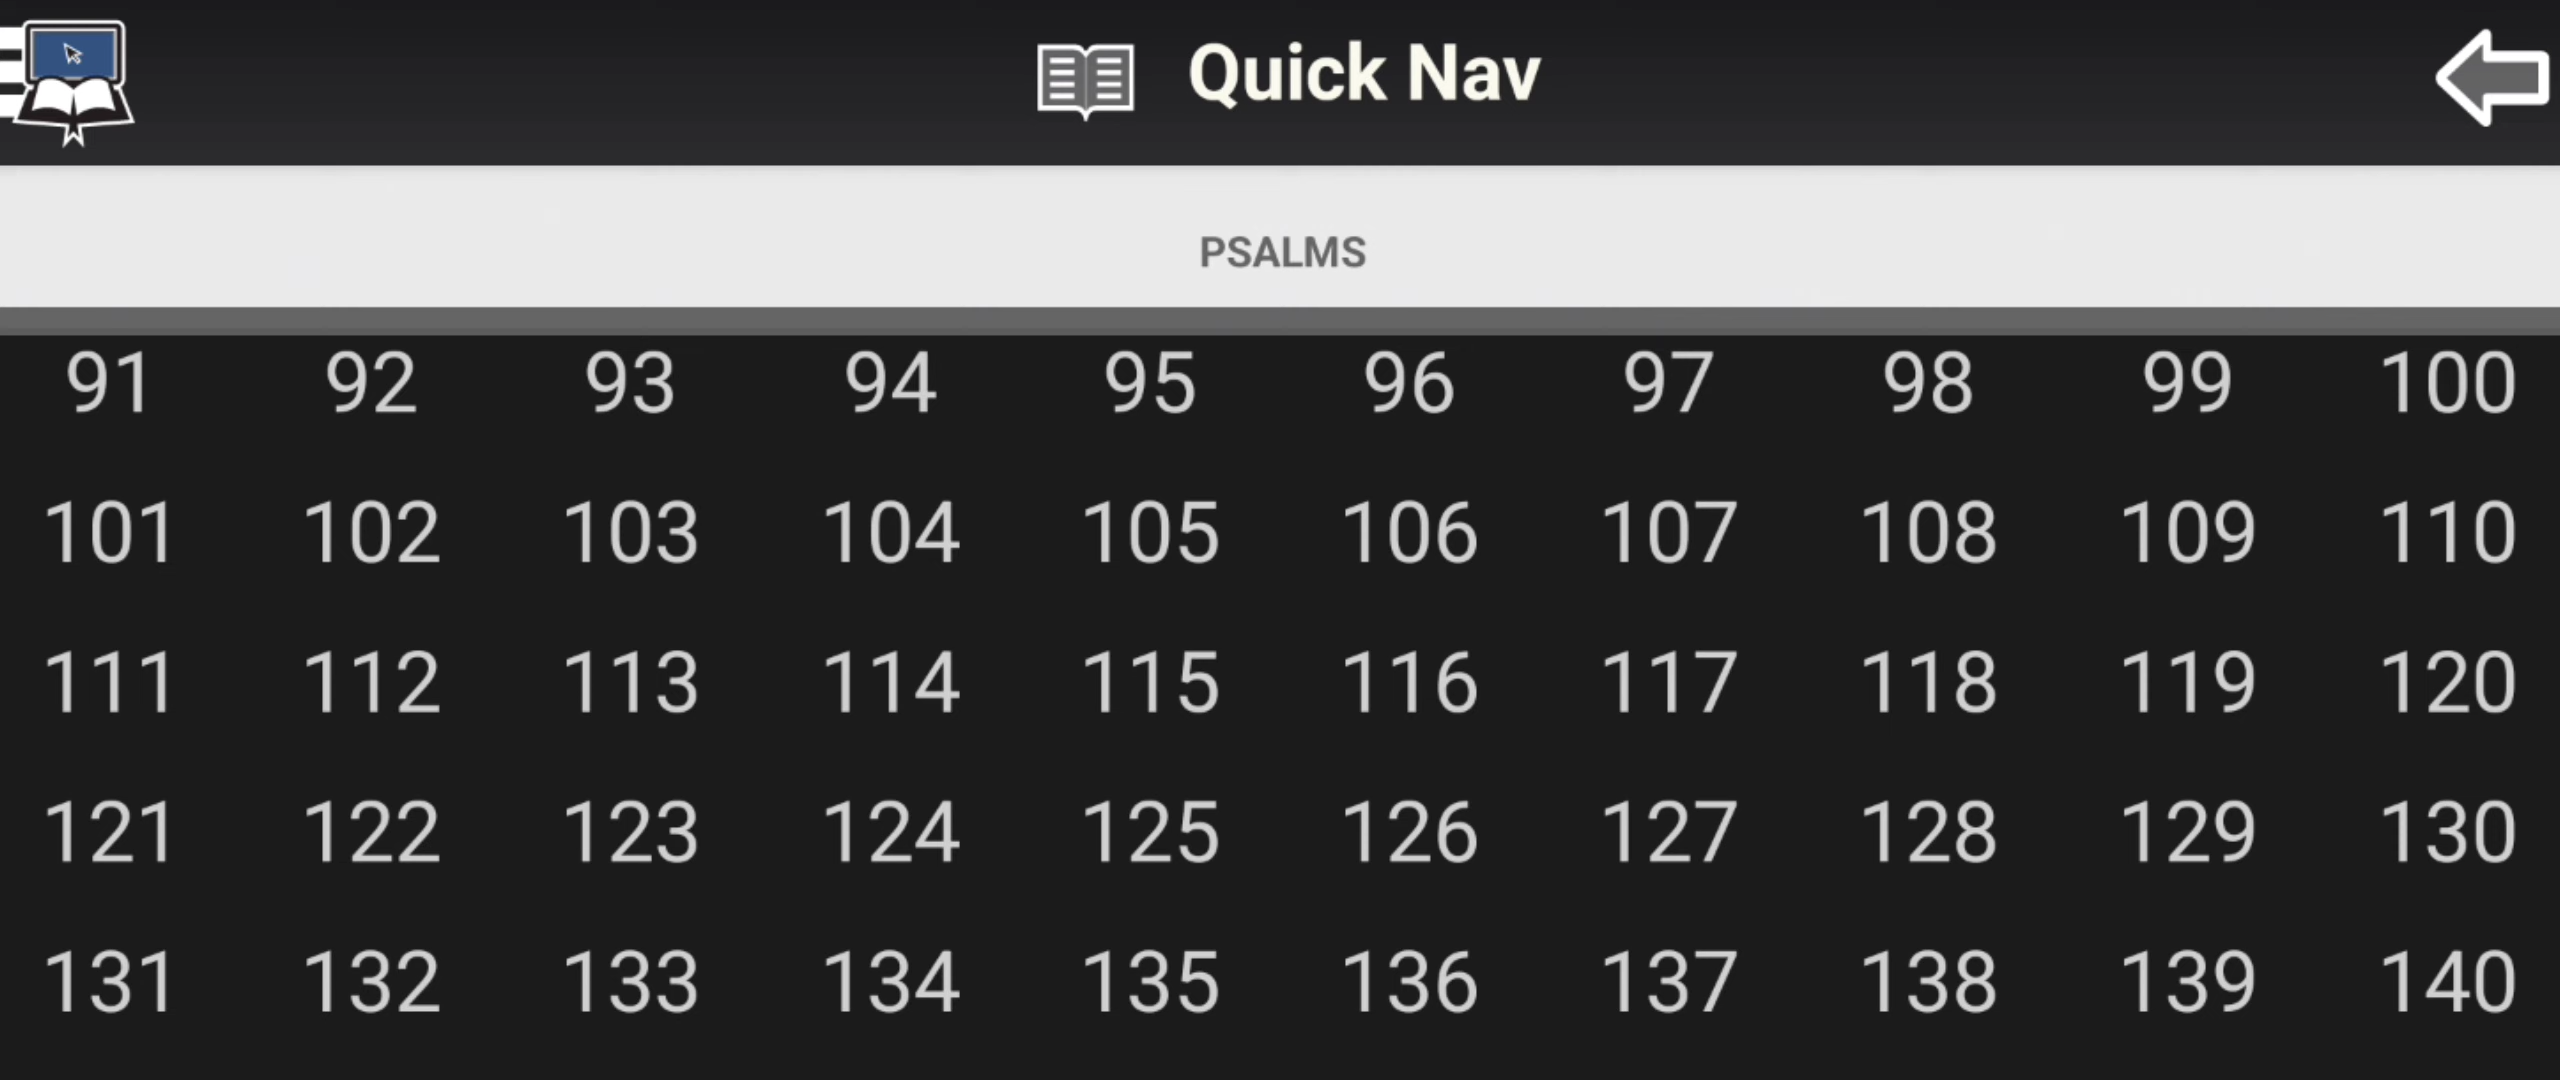 Quick Nav
PSALMS
91 92 93 94 95 96 97 98 99 100
101 102 103 104 105 106 107 108 109 110
111 112 113 114 115 116 117 118 119 120
121 122 123 124 125 126 127 128 129 130
131 132 133 134 135 136 137 138 139 140